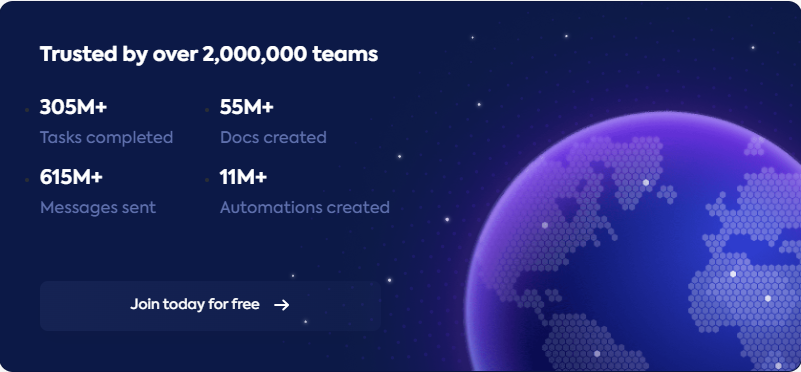 Trusted by over 2,000,000 teams
305M+
Tasks completed
55M+
Docs created
615M+
Messages sent
11M+
Automations created
Join today for free →